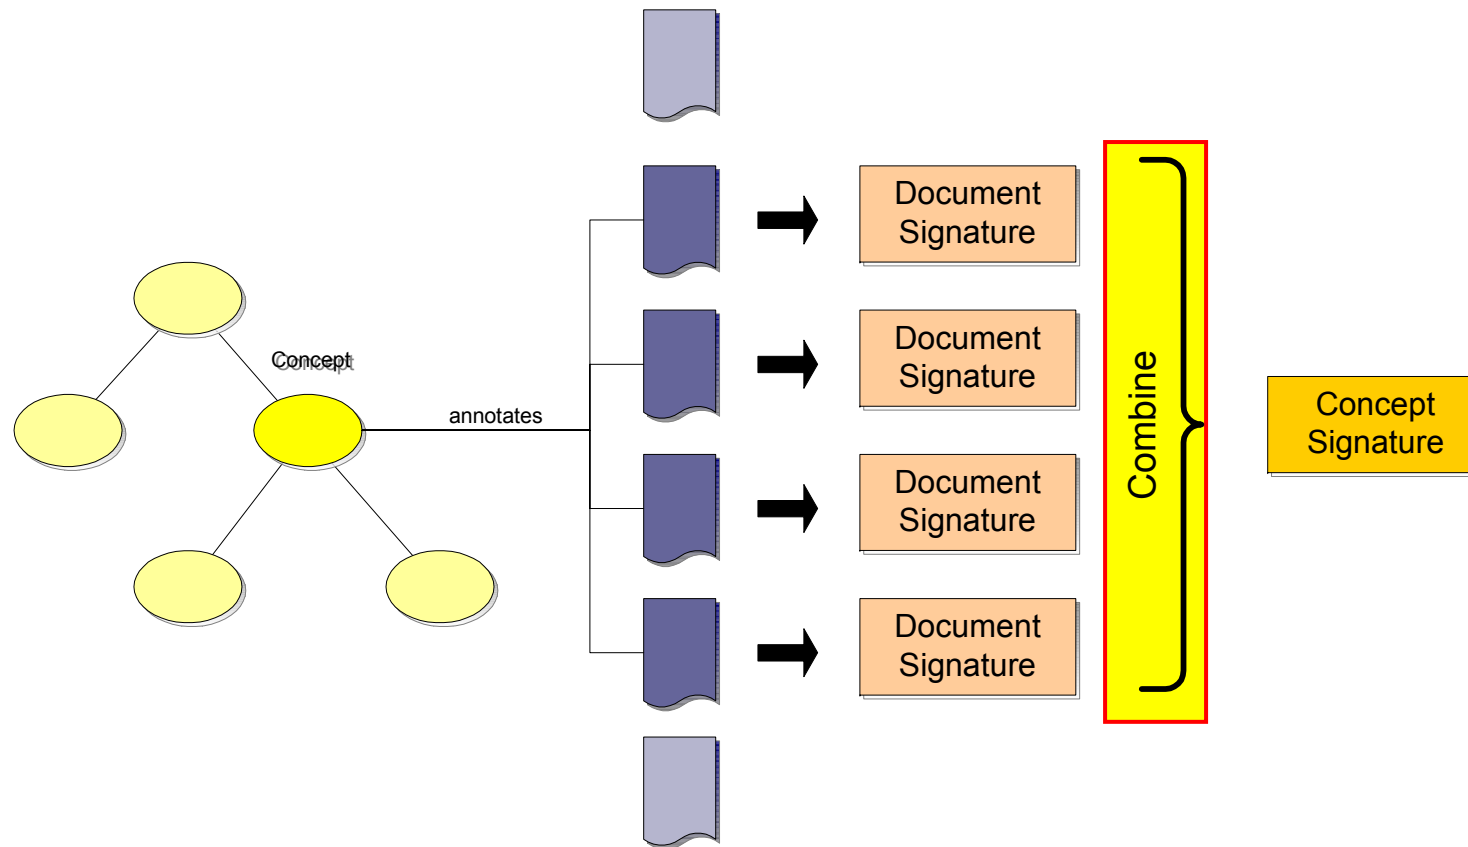 Concept
annotates
Document
Signature
Document
Signature
Document
Signature
Document
Signature
Combine
Concept
Signature